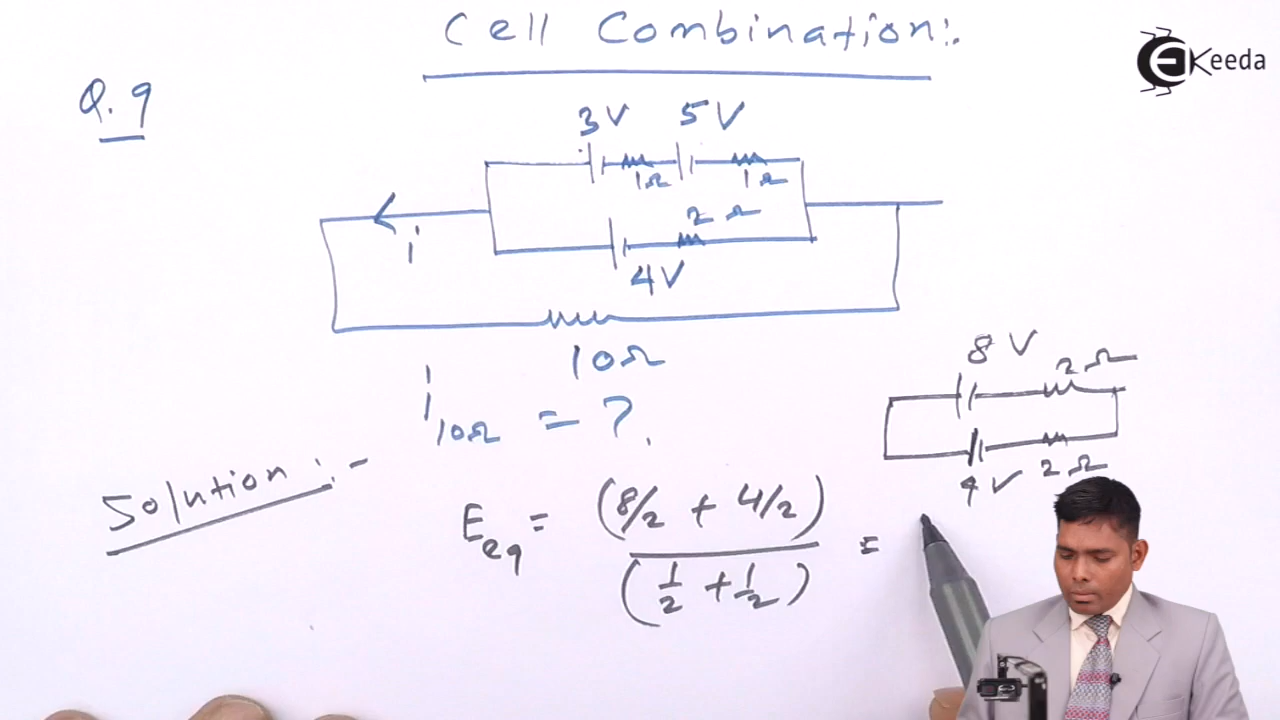 Cell Combination:.
EKeeda
Q. 9
3V 5V
1Ω 1Ω
2Ω
i
4V
10Ω
i10Ω = ?.
8V
2Ω
4V 2Ω
Solution :-
Eeq = (8/2 + 4/2) / (1/2 + 1/2) =